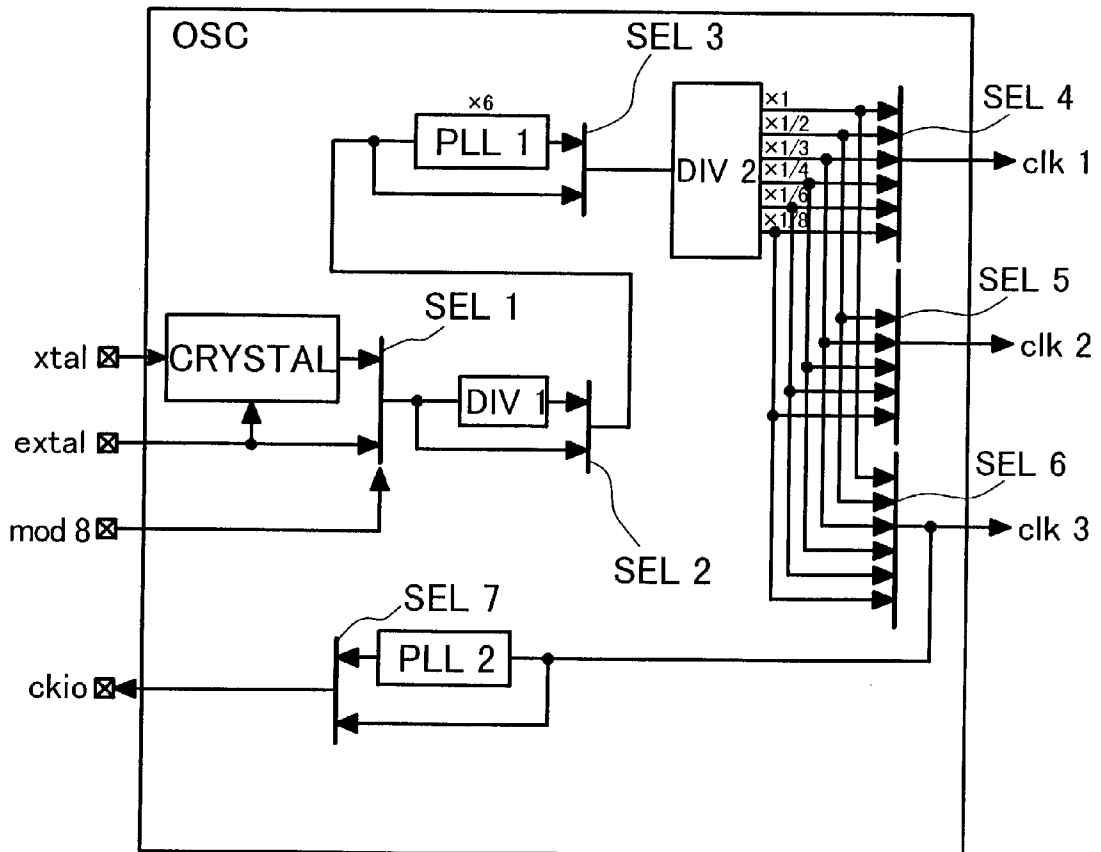 OSC
SEL 3
×6
PLL 1
DIV 2
×1
×1/2
×1/3
×1/4
×1/6
×1/8
SEL 4
clk 1
SEL 5
clk 2
SEL 1
xtal
CRYSTAL
DIV 1
extal
SEL 6
mod 8
clk 3
SEL 2
SEL 7
PLL 2
ckio